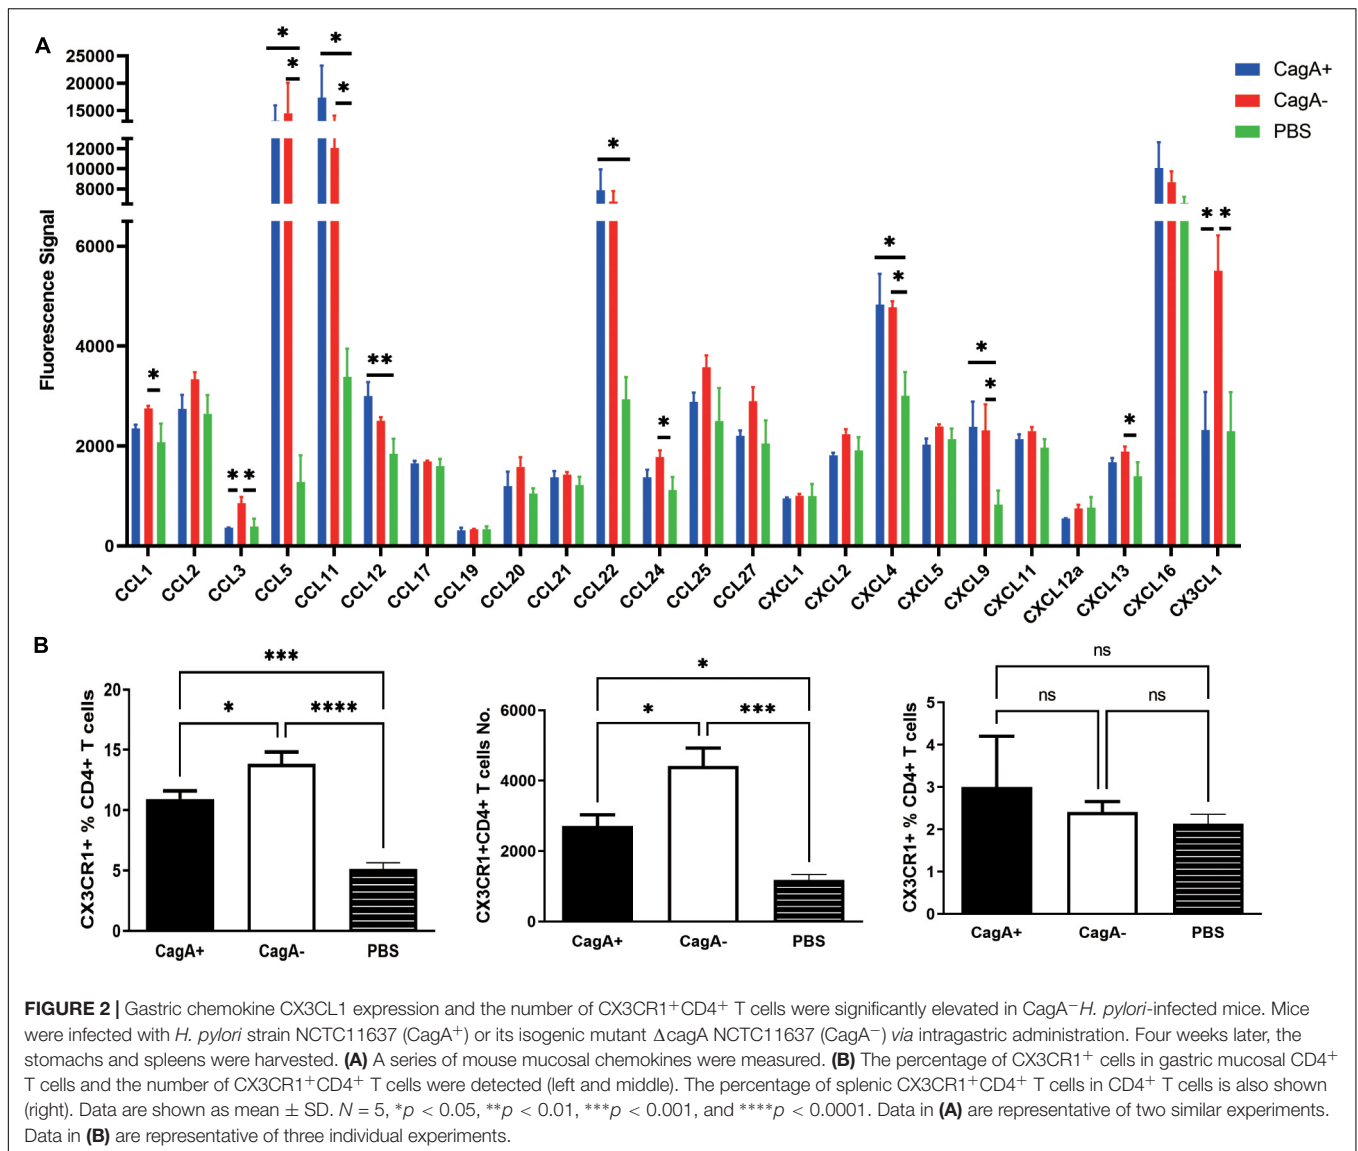 A
* * * *
25000
20000
15000
10000
12000
10000
8000
6000
4000
2000
0
Fluorescence Signal
CagA+
CagA-
PBS
*
* *
**
*
*
* *
* *
*
* *
CCL1 CCL2 CCL3 CCL5 CCL11 CCL12 CCL17 CCL19 CCL20 CCL21 CCL22 CCL24 CCL25 CCL27 CXCL1 CXCL2 CXCL4 CXCL5 CXCL9 CXCL11 CXCL12a CXCL13 CXCL16 CX3CL1
B
***
* ****
20
15
10
5
0
CX3CR1+ % CD4+ T cells
CagA+ CagA- PBS
*
* ***
6000
4000
2000
0
CX3CR1+CD4+ T cells No.
CagA+ CagA- PBS
ns
ns ns
5
4
3
2
1
0
CX3CR1+ % CD4+ T cells
CagA+ CagA- PBS
FIGURE 2 | Gastric chemokine CX3CL1 expression and the number of CX3CR1⁺CD4⁺ T cells were significantly elevated in CagA⁻H. pylori-infected mice. Mice
were infected with H. pylori strain NCTC11637 (CagA⁺) or its isogenic mutant ΔcagA NCTC11637 (CagA⁻) via intragastric administration. Four weeks later, the
stomachs and spleens were harvested. (A) A series of mouse mucosal chemokines were measured. (B) The percentage of CX3CR1⁺ cells in gastric mucosal CD4⁺
T cells and the number of CX3CR1⁺CD4⁺ T cells were detected (left and middle). The percentage of splenic CX3CR1⁺CD4⁺ T cells in CD4⁺ T cells is also shown
(right). Data are shown as mean ± SD. N = 5, *p < 0.05, **p < 0.01, ***p < 0.001, and ****p < 0.0001. Data in (A) are representative of two similar experiments.
Data in (B) are representative of three individual experiments.